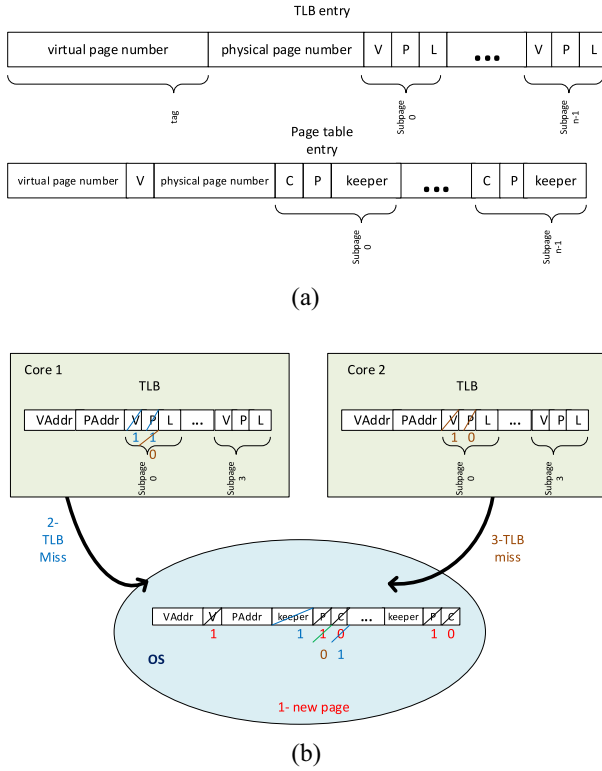 TLB entry
virtual page number physical page number V P L ... V P L
tag
Subpage
0
Subpage
n-1
Page table
entry
virtual page number V physical page number C P keeper ... C P keeper
Subpage
0
Subpage
n-1
(a)
Core 1
TLB
VAddr PAddr V P L ... V P L
1 1
0
Subpage
0
Subpage
3
Core 2
TLB
VAddr PAddr V P L ... V P L
1 0
Subpage
0
Subpage
3
2-
TLB
Miss
3-TLB
miss
VAddr V PAddr keeper P C ... keeper P C
1 1 1 0 1 0
0 1
OS
1- new page
(b)